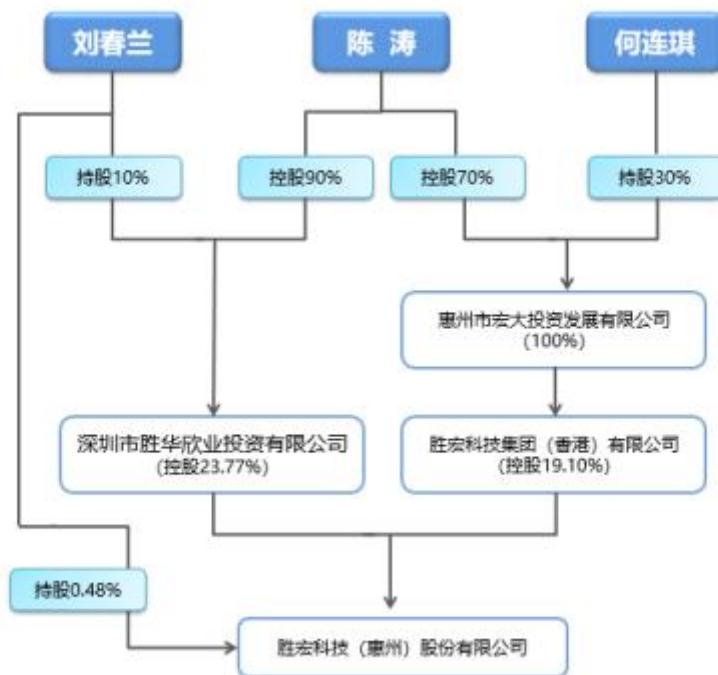 刘春兰
陈 涛
何连琪
持股10%
控股90%
控股70%
持股30%
惠州市宏大投资发展有限公司
(100%)
深圳市胜华欣业投资有限公司
(控股23.77%)
胜宏科技集团（香港）有限公司
(控股19.10%)
持股0.48%
胜宏科技（惠州）股份有限公司